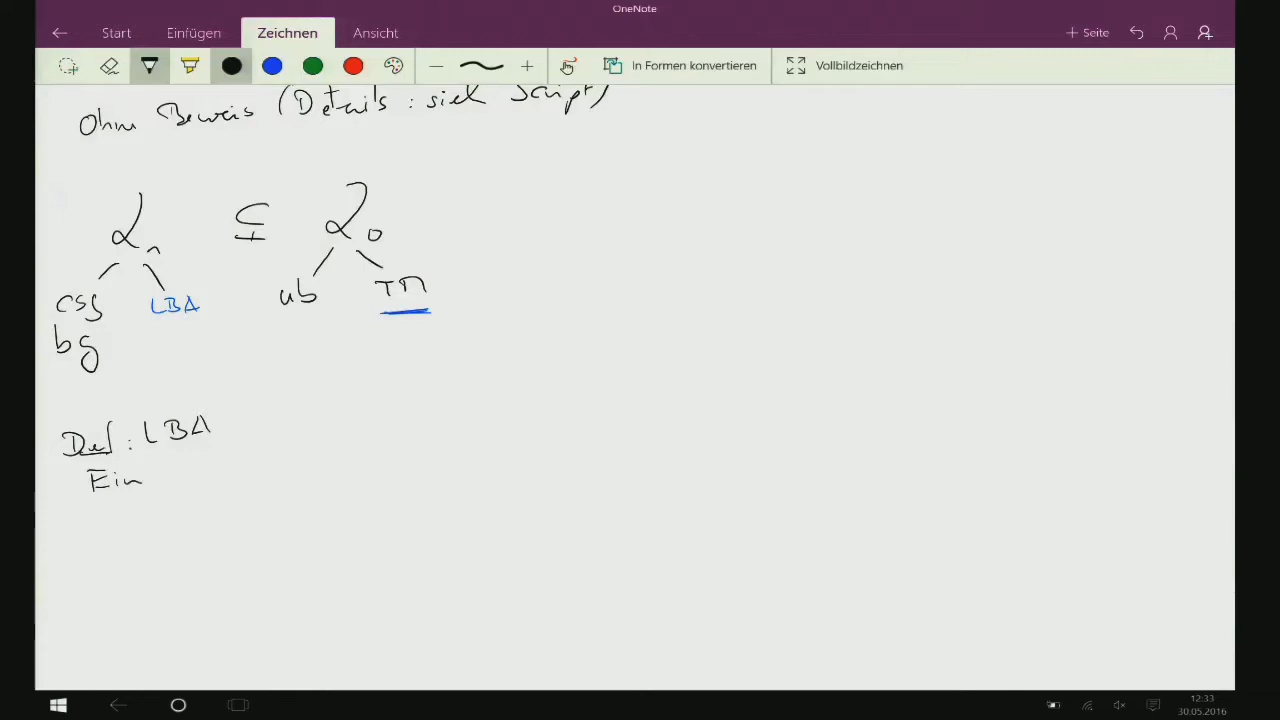 OneNote
Start Einfügen Zeichnen Ansicht + Seite
In Formen konvertieren Vollbildzeichnen
Ohne Beweis (Details : siehe Script)
ℒ₁ ⊊ ℒ₀
csg LBA ub TM
bg
Def : LBA
Ein
12:33
30.05.2016